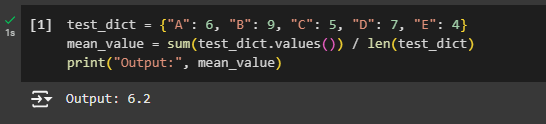 1s
[1] test_dict = {"A": 6, "B": 9, "C": 5, "D": 7, "E": 4}
mean_value = sum(test_dict.values()) / len(test_dict)
print("Output:", mean_value)
Output: 6.2